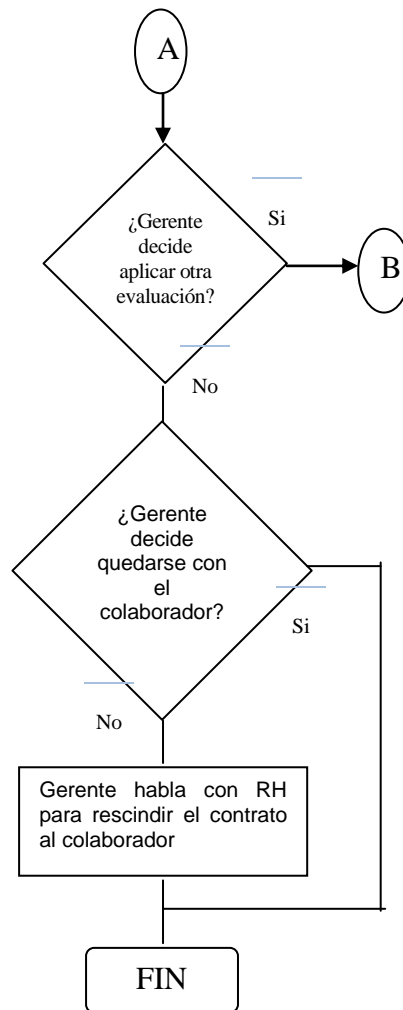 A
¿Gerente
decide
aplicar otra
evaluación?
Si
B
No
¿Gerente
decide
quedarse con
el
colaborador?
Si
No
Gerente habla con RH
para rescindir el contrato
al colaborador
FIN